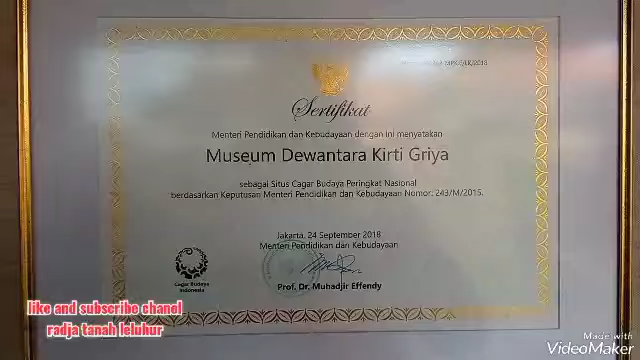 Sertifikat
Menteri Pendidikan dan Kebudayaan dengan ini menyatakan
Museum Dewantara Kirti Griya
sebagai Situs Cagar Budaya Peringkat Nasional
berdasarkan Keputusan Menteri Pendidikan dan Kebudayaan Nomor: 243/M/2015.
Jakarta, 24 September 2018
Menteri Pendidikan dan Kebudayaan
Cagar Budaya
Indonesia
Prof. Dr. Muhadjir Effendy
like and subscribe chanel
radja tanah leluhur
Made with
VideoMaker